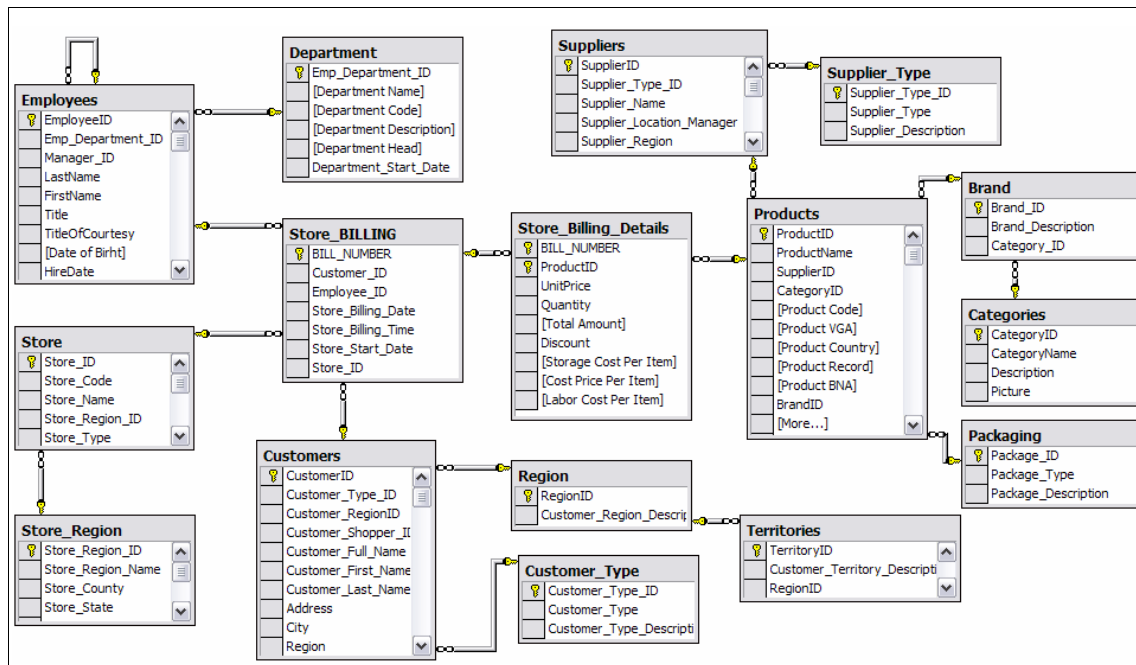 Department
Emp_Department_ID
[Department Name]
[Department Code]
[Department Description]
[Department Head]
Department_Start_Date
Suppliers
SupplierID
Supplier_Type_ID
Supplier_Name
Supplier_Location_Manager
Supplier_Region
Supplier_Type
Supplier_Type_ID
Supplier_Type
Supplier_Description
Employees
EmployeeID
Emp_Department_ID
Manager_ID
LastName
FirstName
Title
TitleOfCourtesy
[Date of Birht]
HireDate
Store_BILLING
BILL_NUMBER
Customer_ID
Employee_ID
Store_Billing_Date
Store_Billing_Time
Store_Start_Date
Store_ID
Store_Billing_Details
BILL_NUMBER
ProductID
UnitPrice
Quantity
[Total Amount]
Discount
[Storage Cost Per Item]
[Cost Price Per Item]
[Labor Cost Per Item]
Products
ProductID
ProductName
SupplierID
CategoryID
[Product Code]
[Product VGA]
[Product Country]
[Product Record]
[Product BNA]
BrandID
[More...]
Brand
Brand_ID
Brand_Description
Category_ID
Categories
CategoryID
CategoryName
Description
Picture
Store
Store_ID
Store_Code
Store_Name
Store_Region_ID
Store_Type
Packaging
Package_ID
Package_Type
Package_Description
Customers
CustomerID
Customer_Type_ID
Customer_RegionID
Customer_Shopper_ID
Customer_Full_Name
Customer_First_Name
Customer_Last_Name
Address
City
Region
Region
RegionID
Customer_Region_Descrip
Territories
TerritoryID
Customer_Territory_Descripti
RegionID
Store_Region
Store_Region_ID
Store_Region_Name
Store_County
Store_State
Customer_Type
Customer_Type_ID
Customer_Type
Customer_Type_Descripti